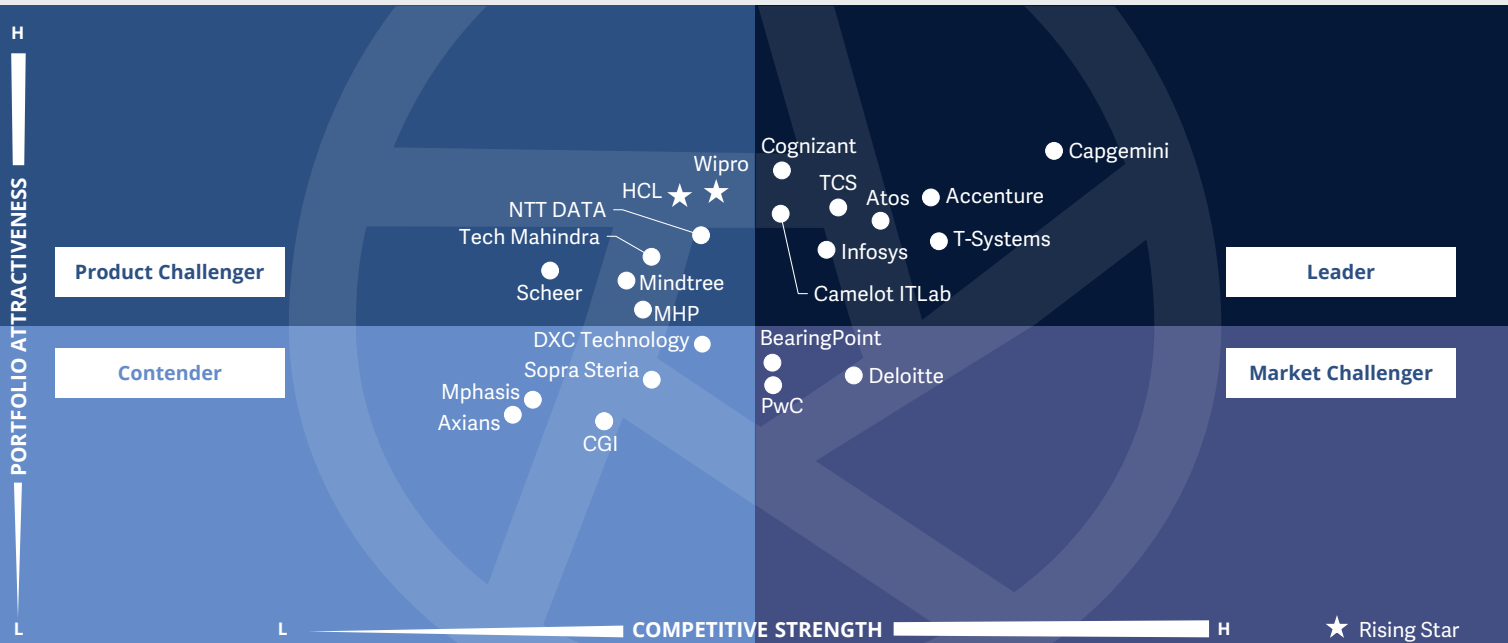 H
Cognizant
Capgemini
Wipro
TCS
HCL
Atos
Accenture
NTT DATA
Tech Mahindra
T-Systems
Infosys
Product Challenger
Leader
Mindtree
Scheer
Camelot ITLab
MHP
PORTFOLIO ATTRACTIVENESS
DXC Technology
BearingPoint
Sopra Steria
Contender
Market Challenger
Deloitte
Mphasis
PwC
Axians
CGI
L
L
COMPETITIVE STRENGTH
H
Rising Star